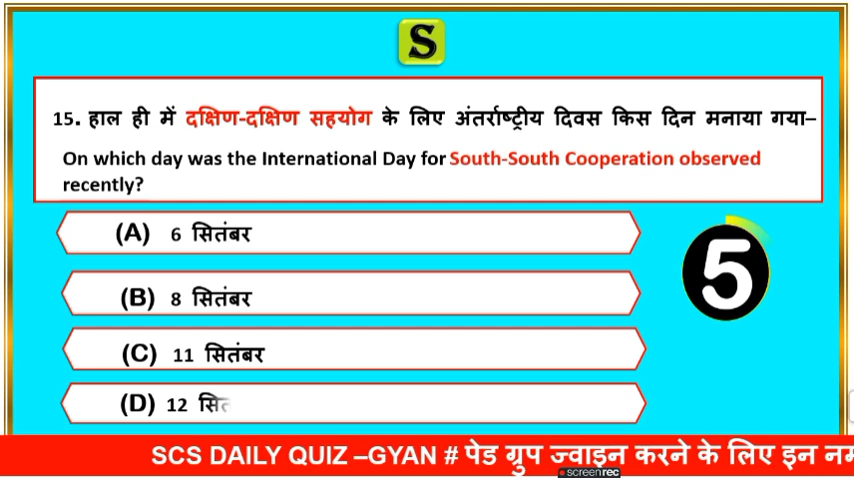 S
15. हाल ही में दक्षिण-दक्षिण सहयोग के लिए अंतर्राष्ट्रीय दिवस किस दिन मनाया गया–
On which day was the International Day for South-South Cooperation observed
recently?
(A) 6 सितंबर
(B) 8 सितंबर
5
(C) 11 सितंबर
(D) 12
SCS DAILY QUIZ –GYAN # पेड ग्रुप ज्वाइन करने के लिए इन
screenrec